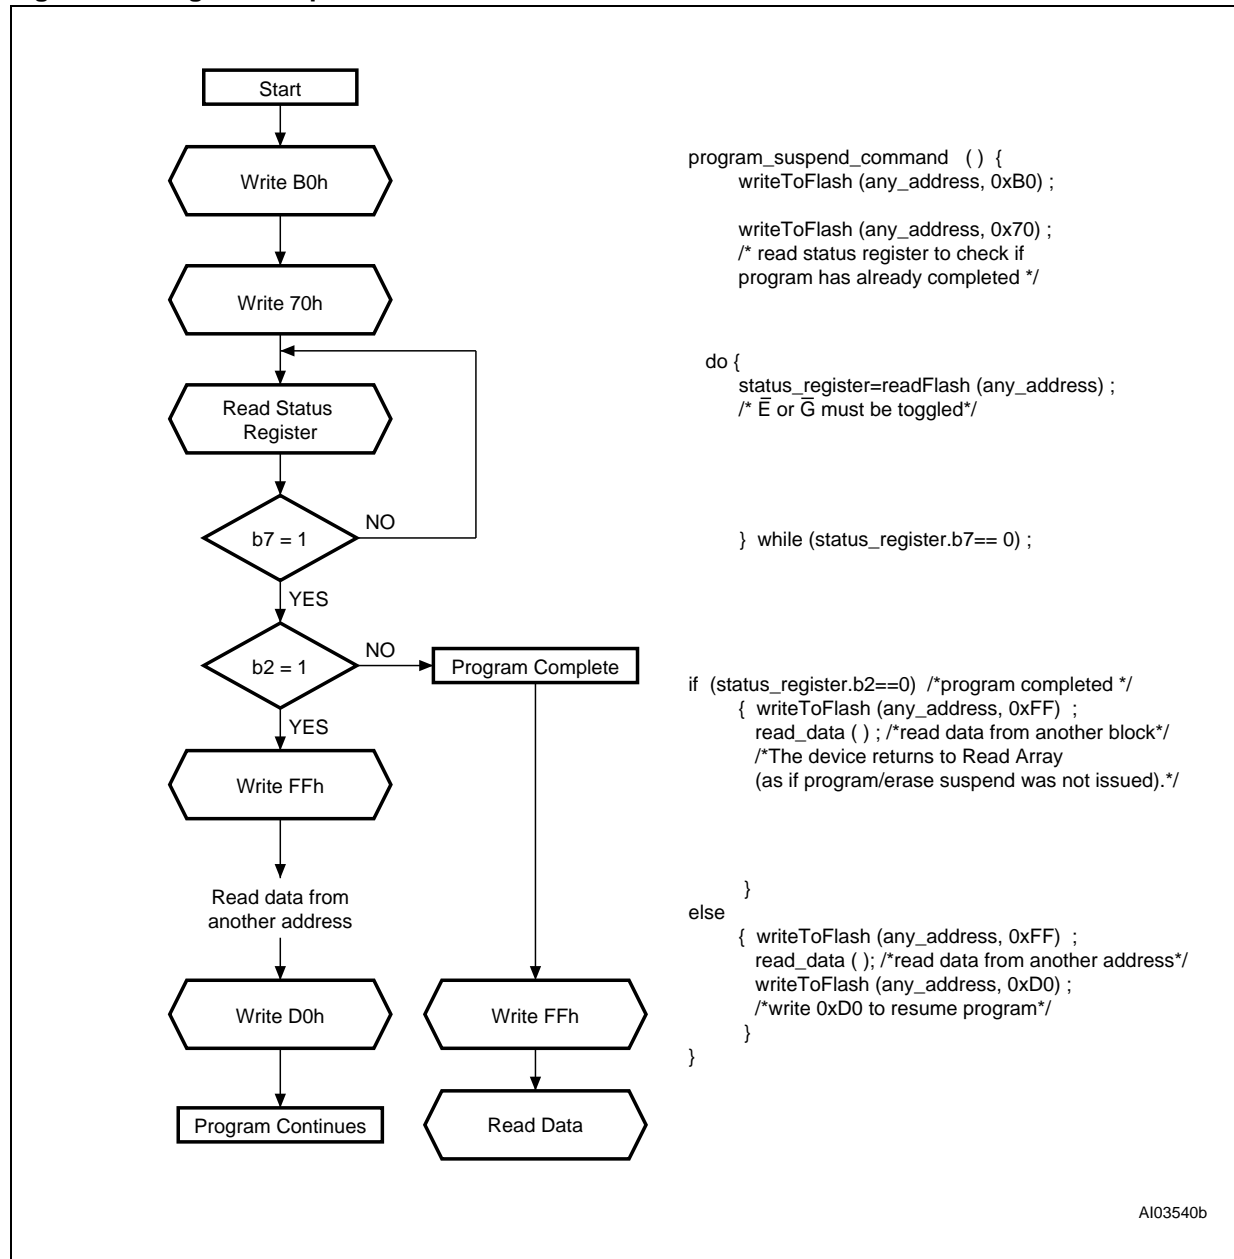 Start
Write B0h
Write 70h
Read Status
Register
b7 = 1
NO
YES
b2 = 1
NO
Program Complete
YES
Write FFh
Read data from
another address
Write D0h
Write FFh
Program Continues
Read Data
program_suspend_command ( ) {
writeToFlash (any_address, 0xB0) ;
writeToFlash (any_address, 0x70) ;
/* read status register to check if
program has already completed */
do {
status_register=readFlash (any_address) ;
/* E̅ or G̅ must be toggled*/
} while (status_register.b7== 0) ;
if (status_register.b2==0) /*program completed */
{ writeToFlash (any_address, 0xFF) ;
read_data ( ) ; /*read data from another block*/
/*The device returns to Read Array
(as if program/erase suspend was not issued).*/
}
else
{ writeToFlash (any_address, 0xFF) ;
read_data ( ); /*read data from another address*/
writeToFlash (any_address, 0xD0) ;
/*write 0xD0 to resume program*/
}
}
AI03540b